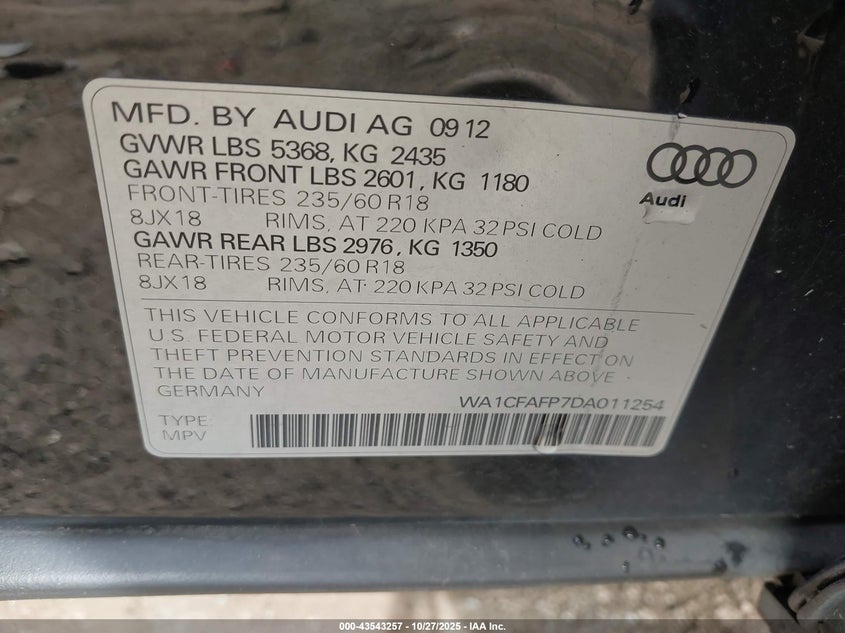 MFD. BY AUDI AG 09 12
GVWR LBS 5368, KG 2435
GAWR FRONT LBS 2601, KG 1180
FRONT-TIRES 235/60 R18
8JX18 RIMS, AT 220 KPA 32 PSI COLD
GAWR REAR LBS 2976, KG 1350
REAR-TIRES 235/60 R18
8JX18 RIMS, AT 220 KPA 32 PSI COLD
Audi
THIS VEHICLE CONFORMS TO ALL APPLICABLE
U.S. FEDERAL MOTOR VEHICLE SAFETY AND
THEFT PREVENTION STANDARDS IN EFFECT ON
THE DATE OF MANUFACTURE SHOWN ABOVE
GERMANY
WA1CFAFP7DA011254
TYPE:
MPV
000-43543257 | 10/27/2025 | IAA Inc.